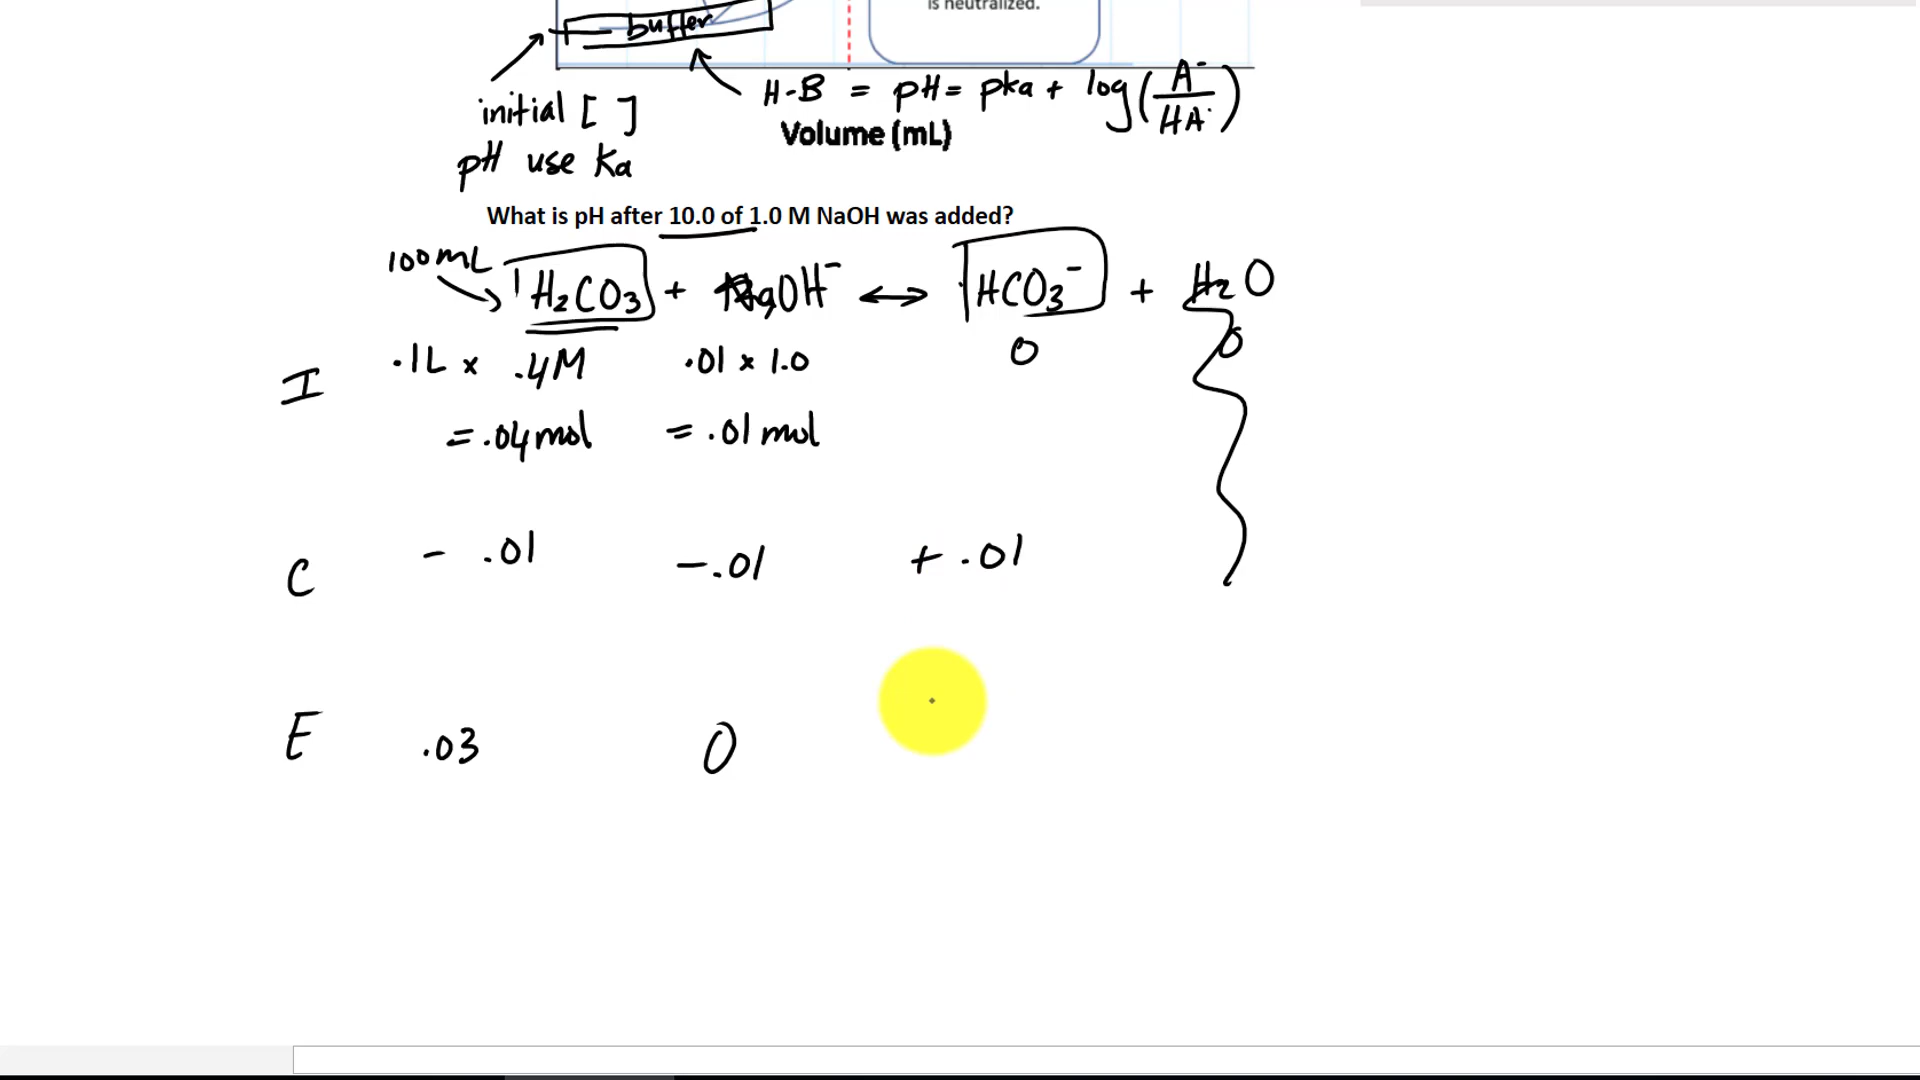 is neutralized.
buffer
H-B = pH = pka + log(A⁻/HA)
initial [ ]
Volume (mL)
pH use Ka
What is pH after 10.0 of 1.0 M NaOH was added?
100mL
H₂CO₃ + OH⁻ ↔ HCO₃⁻ + H₂O
I .1L x .4M .01 x 1.0 0 0
= .04mol = .01 mol
C - .01 -.01 + .01
E .03 0